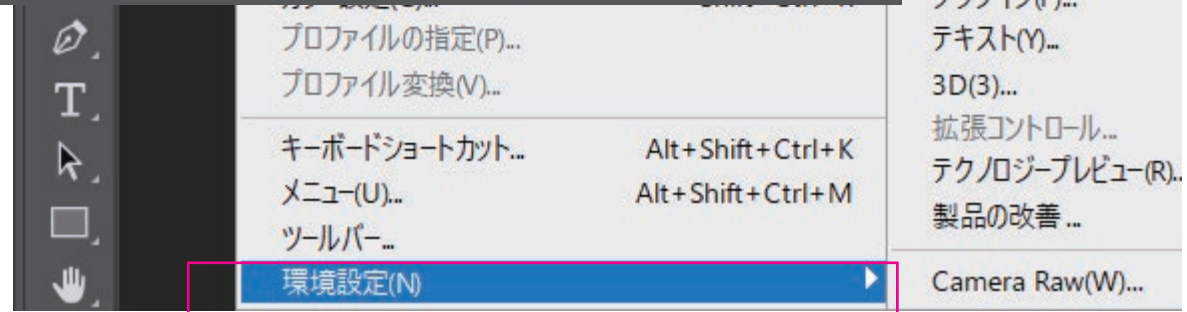 プロファイルの指定(P)...
プロファイル変換(V)...
キーボードショートカット... Alt+Shift+Ctrl+K
メニュー(U)... Alt+Shift+Ctrl+M
ツールバー...
環境設定(N)
テキスト(Y)...
3D(3)...
拡張コントロール...
テクノロジープレビュー(R)...
製品の改善 ...
Camera Raw(W)...
T